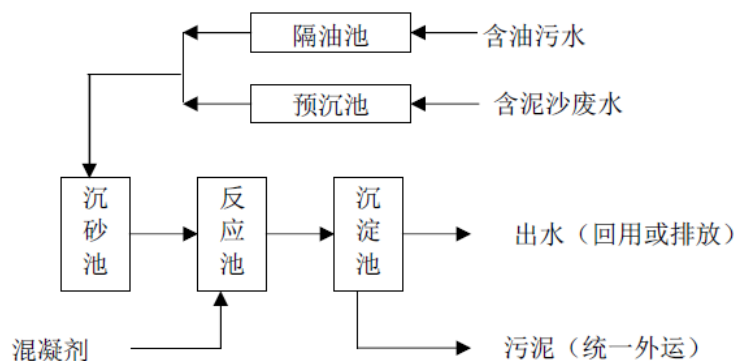 隔油池
含油污水
预沉池
含泥沙废水
沉砂池
反应池
沉淀池
出水（回用或排放）
混凝剂
污泥（统一外运）